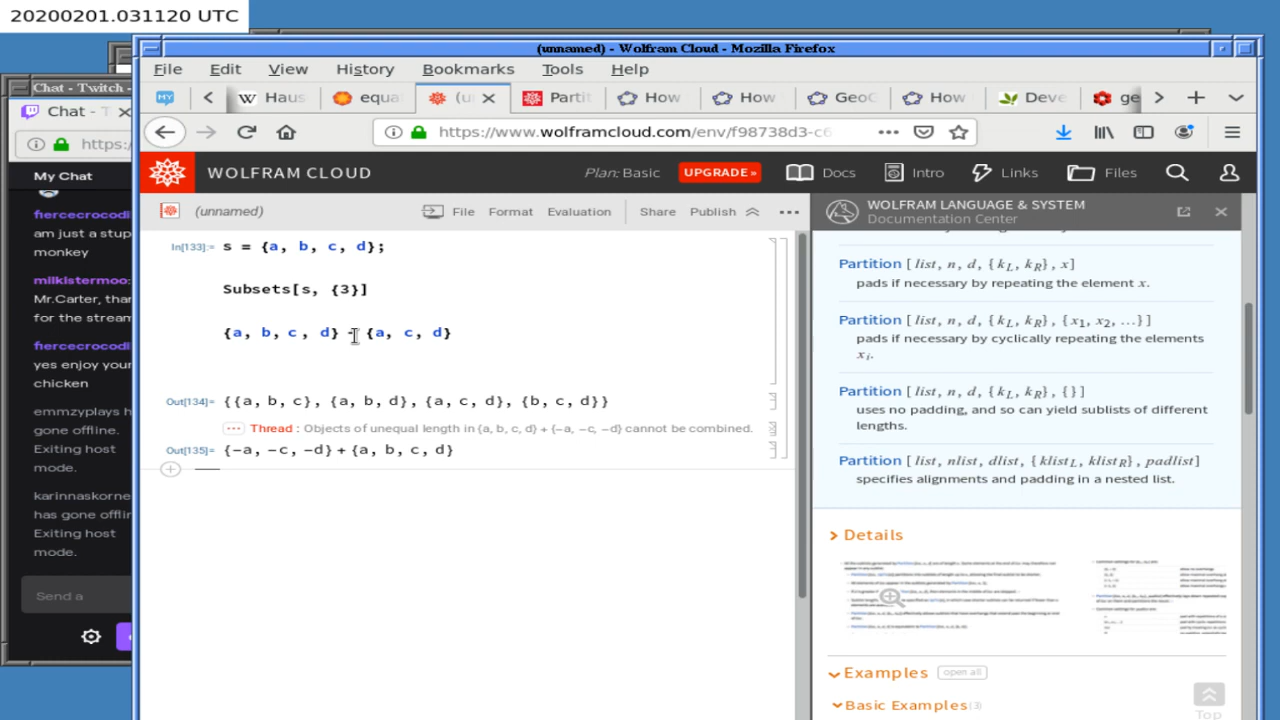 20200201.031120 UTC
(unnamed) - Wolfram Cloud - Mozilla Firefox
File Edit View History Bookmarks Tools Help
Chat - Twitch -
Chat - T
https:
W Haus
equa
(u
Partit
How
How
GeoG
How
Deve
ge
https://www.wolframcloud.com/env/f98738d3-c6
WOLFRAM CLOUD
Plan: Basic
UPGRADE »
Docs
Intro
Links
Files
(unnamed)
File Format Evaluation Share Publish
My Chat
fiercecrocodi
am just a stup
monkey
milkistermoo:
Mr.Carter, than
for the stream
fiercecrocodi
yes enjoy your
chicken
emmzyplays h
gone offline.
Exiting host
mode.
karinnaskorne
has gone offlin
Exiting host
mode.
Send a
In[133]:= s = {a, b, c, d};
Subsets[s, {3}]
{a, b, c, d} - {a, c, d}
Out[134]= {{a, b, c}, {a, b, d}, {a, c, d}, {b, c, d}}
Thread : Objects of unequal length in {a, b, c, d} + {-a, -c, -d} cannot be combined.
Out[135]= {-a, -c, -d} + {a, b, c, d}
WOLFRAM LANGUAGE & SYSTEM
Documentation Center
Partition [ list, n, d, {kL, kR}, x]
pads if necessary by repeating the element x.
Partition [ list, n, d, {kL, kR}, {x1, x2, …} ]
pads if necessary by cyclically repeating the elements
xi.
Partition [ list, n, d, {kL, kR}, {}]
uses no padding, and so can yield sublists of different
lengths.
Partition [ list, nlist, dlist, {klistL, klistR}, padlist]
specifies alignments and padding in a nested list.
Details
Examples open all
Basic Examples (3)
Top